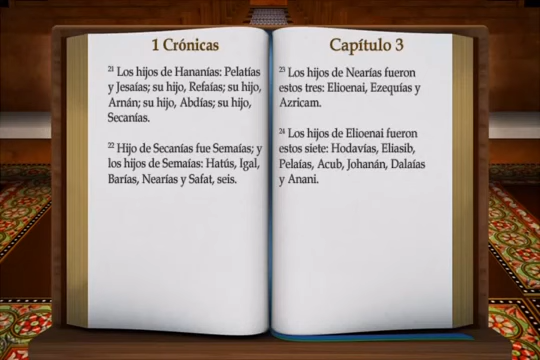 1 Crónicas
21 Los hijos de Hananías: Pelatías
y Jesaías; su hijo, Refaías; su hijo,
Arnán; su hijo, Abdías; su hijo,
Secanías.
22 Hijo de Secanías fue Semaías; y
los hijos de Semaías: Hatús, Igal,
Barías, Nearías y Safat, seis.
Capítulo 3
23 Los hijos de Nearías fueron
estos tres: Elioenai, Ezequías y
Azricam.
24 Los hijos de Elioenai fueron
estos siete: Hodavías, Eliasib,
Pelaías, Acub, Johanán, Dalaías
y Anani.